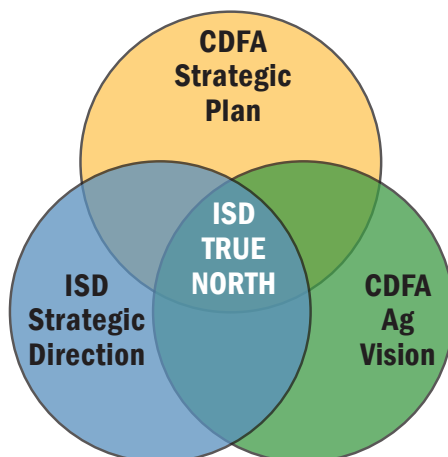 CDFA
Strategic
Plan
ISD
TRUE
NORTH
ISD
Strategic
Direction
CDFA
Ag
Vision